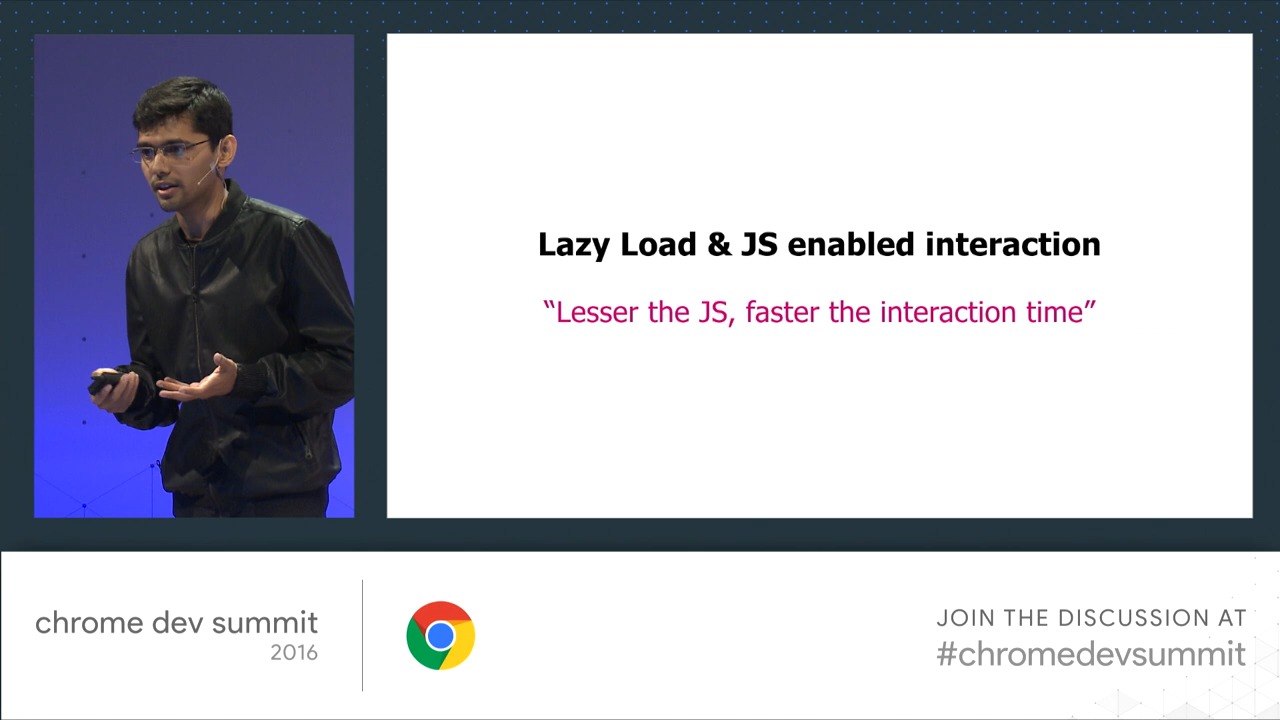 Lazy Load & JS enabled interaction
“Lesser the JS, faster the interaction time”
chrome dev summit
2016
JOIN THE DISCUSSION AT
#chromedevsummit